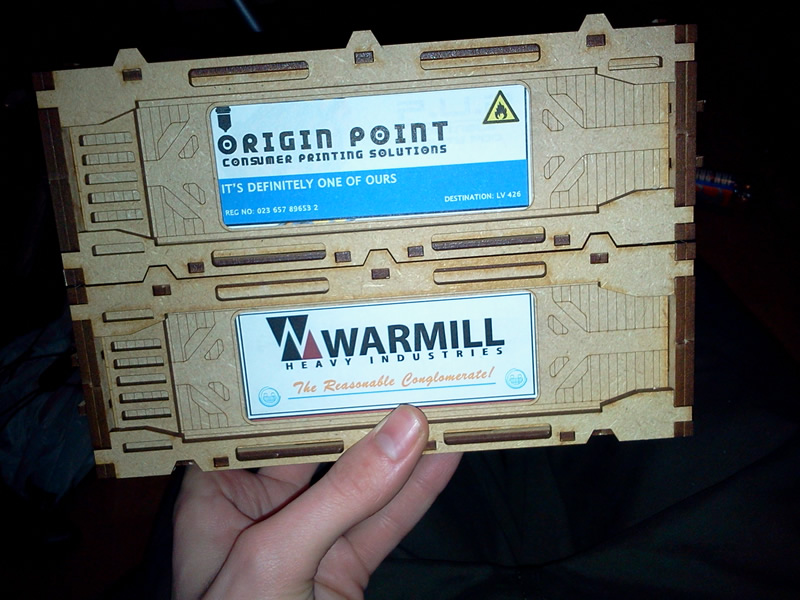 ORIGIN POINT
CONSUMER PRINTING SOLUTIONS
IT'S DEFINITELY ONE OF OURS
REG NO: 023 657 89653 2
DESTINATION: LV 426
WARMILL
HEAVY INDUSTRIES
The Reasonable Conglomerate!